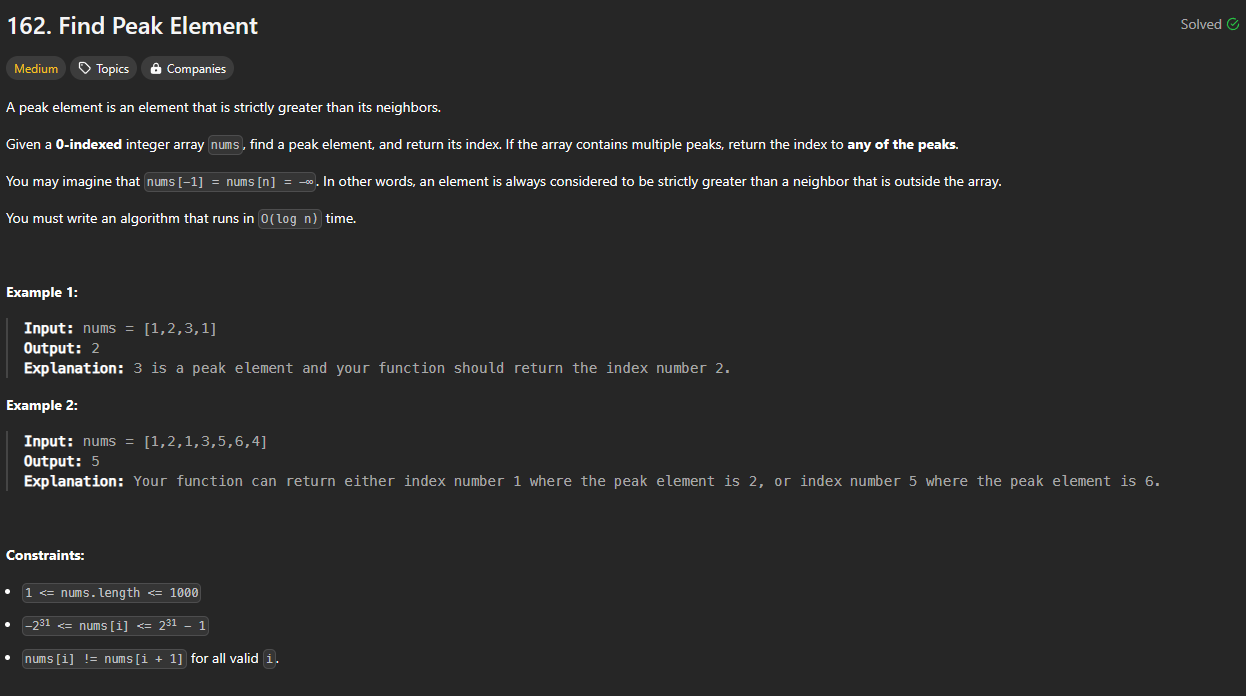 162. Find Peak Element
Solved
Medium Topics Companies
A peak element is an element that is strictly greater than its neighbors.
Given a 0-indexed integer array nums, find a peak element, and return its index. If the array contains multiple peaks, return the index to any of the peaks.
You may imagine that nums[-1] = nums[n] = -∞. In other words, an element is always considered to be strictly greater than a neighbor that is outside the array.
You must write an algorithm that runs in O(log n) time.
Example 1:
Input: nums = [1,2,3,1]
Output: 2
Explanation: 3 is a peak element and your function should return the index number 2.
Example 2:
Input: nums = [1,2,1,3,5,6,4]
Output: 5
Explanation: Your function can return either index number 1 where the peak element is 2, or index number 5 where the peak element is 6.
Constraints:
• 1 <= nums.length <= 1000
• -2³¹ <= nums[i] <= 2³¹ - 1
• nums[i] != nums[i + 1] for all valid i.